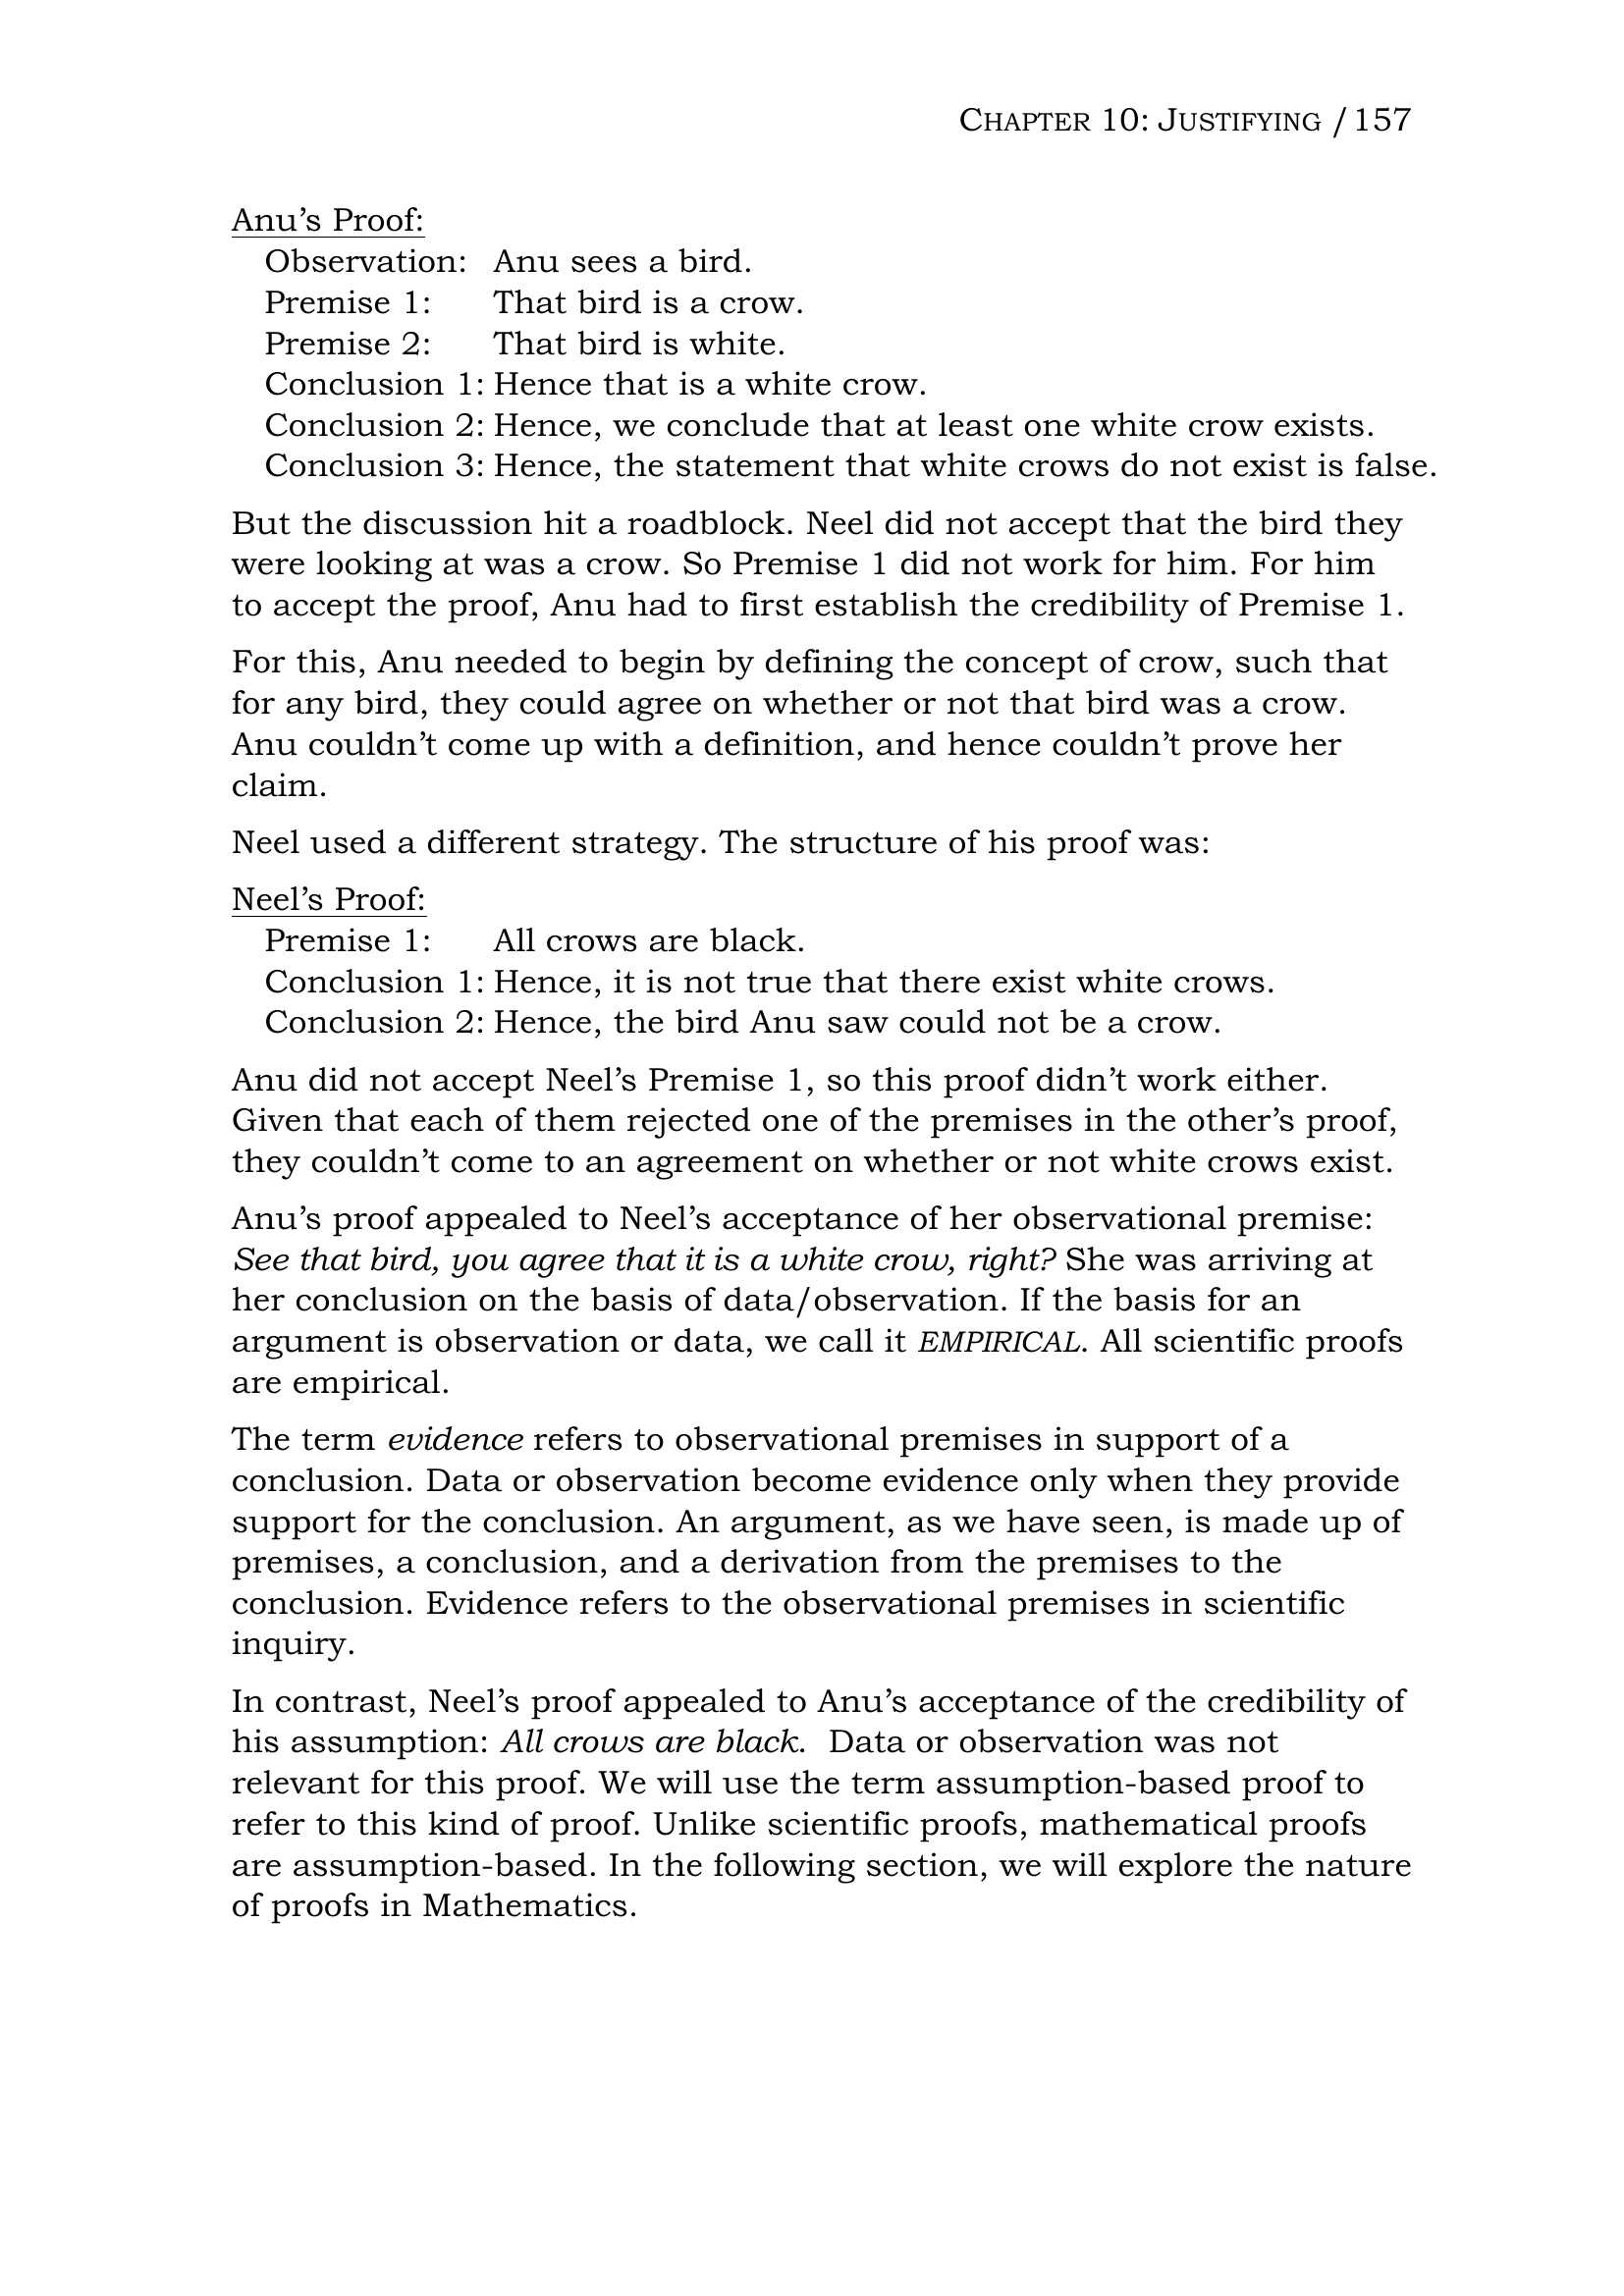 CHAPTER 10: JUSTIFYING / 157
Anu’s Proof:
Observation: Anu sees a bird.
Premise 1: That bird is a crow.
Premise 2: That bird is white.
Conclusion 1: Hence that is a white crow.
Conclusion 2: Hence, we conclude that at least one white crow exists.
Conclusion 3: Hence, the statement that white crows do not exist is false.
But the discussion hit a roadblock. Neel did not accept that the bird they
were looking at was a crow. So Premise 1 did not work for him. For him
to accept the proof, Anu had to first establish the credibility of Premise 1.
For this, Anu needed to begin by defining the concept of crow, such that
for any bird, they could agree on whether or not that bird was a crow.
Anu couldn’t come up with a definition, and hence couldn’t prove her
claim.
Neel used a different strategy. The structure of his proof was:
Neel’s Proof:
Premise 1: All crows are black.
Conclusion 1: Hence, it is not true that there exist white crows.
Conclusion 2: Hence, the bird Anu saw could not be a crow.
Anu did not accept Neel’s Premise 1, so this proof didn’t work either.
Given that each of them rejected one of the premises in the other’s proof,
they couldn’t come to an agreement on whether or not white crows exist.
Anu’s proof appealed to Neel’s acceptance of her observational premise:
See that bird, you agree that it is a white crow, right? She was arriving at
her conclusion on the basis of data/observation. If the basis for an
argument is observation or data, we call it EMPIRICAL. All scientific proofs
are empirical.
The term evidence refers to observational premises in support of a
conclusion. Data or observation become evidence only when they provide
support for the conclusion. An argument, as we have seen, is made up of
premises, a conclusion, and a derivation from the premises to the
conclusion. Evidence refers to the observational premises in scientific
inquiry.
In contrast, Neel’s proof appealed to Anu’s acceptance of the credibility of
his assumption: All crows are black. Data or observation was not
relevant for this proof. We will use the term assumption-based proof to
refer to this kind of proof. Unlike scientific proofs, mathematical proofs
are assumption-based. In the following section, we will explore the nature
of proofs in Mathematics.